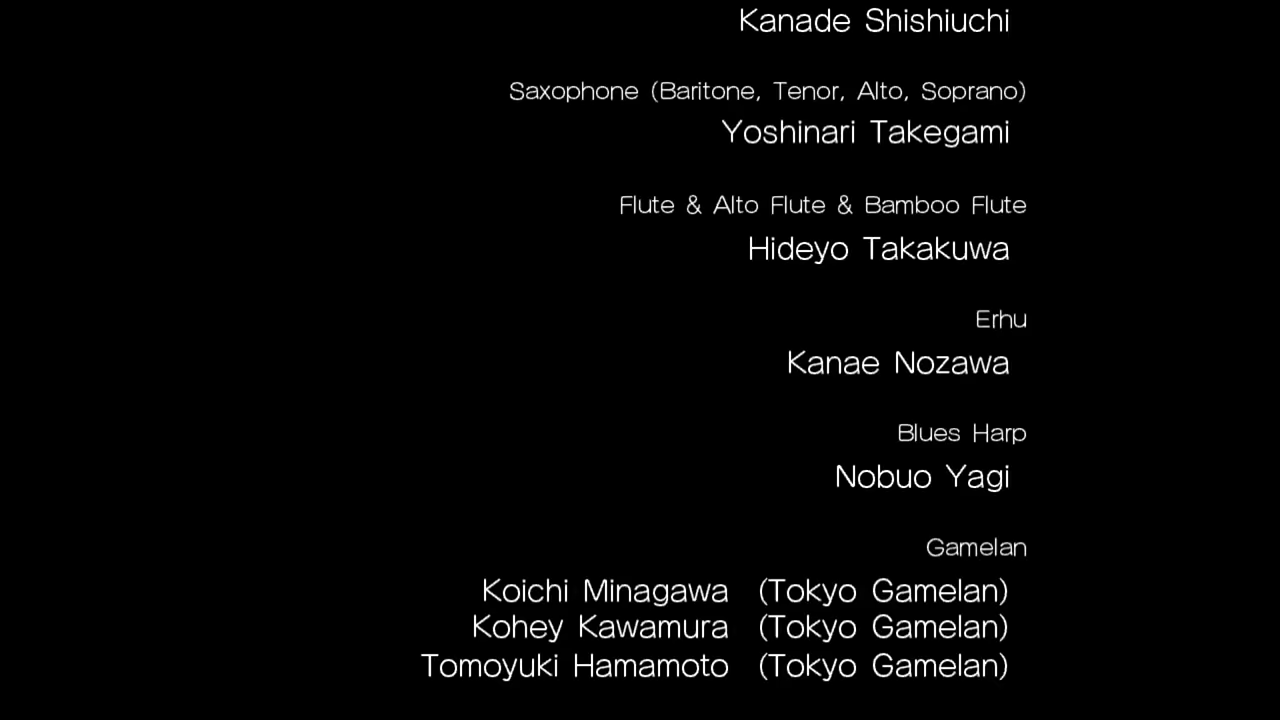 Kanade Shishiuchi
Saxophone (Baritone, Tenor, Alto, Soprano)
Yoshinari Takegami
Flute & Alto Flute & Bamboo Flute
Hideyo Takakuwa
Erhu
Kanae Nozawa
Blues Harp
Nobuo Yagi
Gamelan
Koichi Minagawa (Tokyo Gamelan)
Kohey Kawamura (Tokyo Gamelan)
Tomoyuki Hamamoto (Tokyo Gamelan)